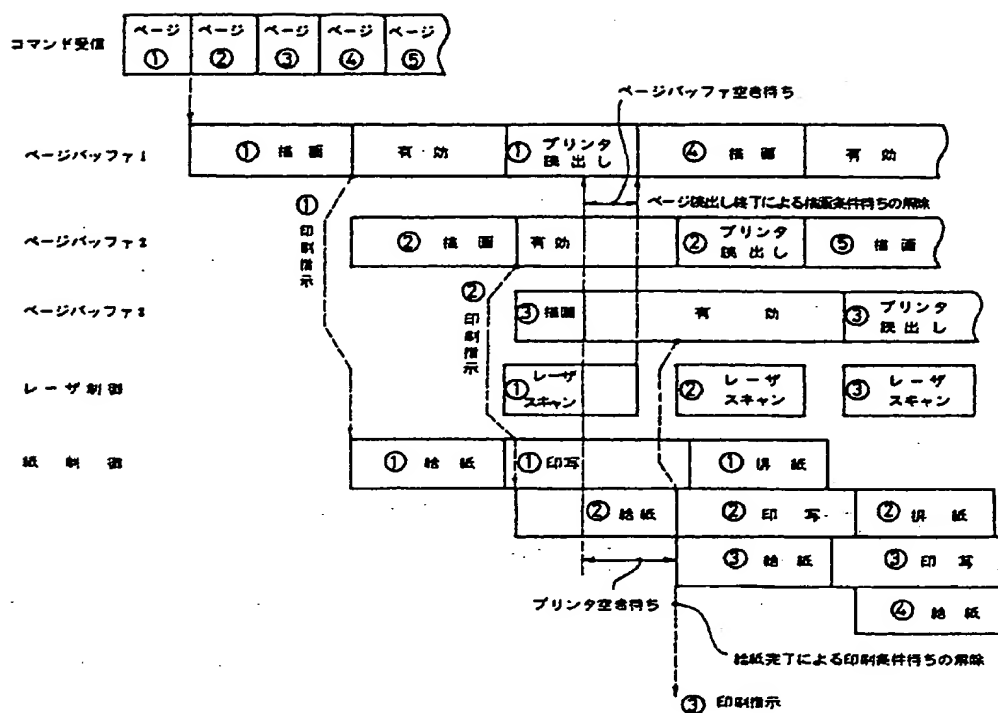 コマンド受信
ページ ページ ページ ページ ページ
① ② ③ ④ ⑤
ページバッファ空き待ち
ページバッファ1
① 描画
有効
① プリンタ
読出し
④ 描画
有効
ページ読出し終了による描画条件待ちの解除
① 印刷指示
ページバッファ2
② 描画
有効
② プリンタ
読出し
⑤ 描画
② 印刷指示
ページバッファ3
③ 描画
有効
③ プリンタ
読出し
レーザ制御
① レーザ
スキャン
② レーザ
スキャン
③ レーザ
スキャン
紙制御
① 給紙
① 印写
① 排紙
② 給紙
② 印写
② 排紙
③ 給紙
③ 印写
プリンタ空き待ち
④ 給紙
給紙完了による印刷条件待ちの解除
③ 印刷指示